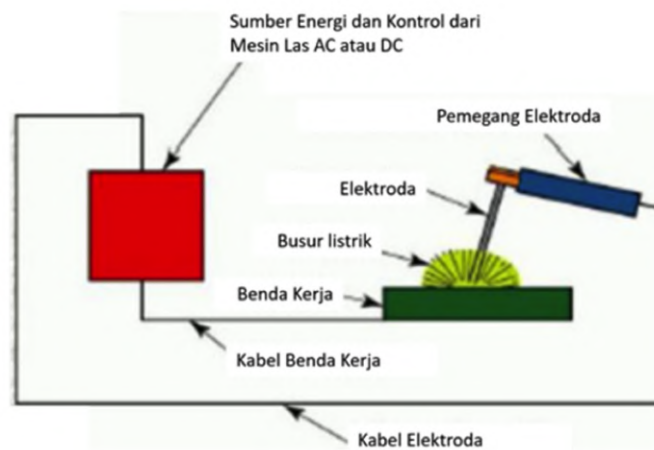 Sumber Energi dan Kontrol dari
Mesin Las AC atau DC
Pemegang Elektroda
Elektroda
Busur listrik
Benda Kerja
Kabel Benda Kerja
Kabel Elektroda